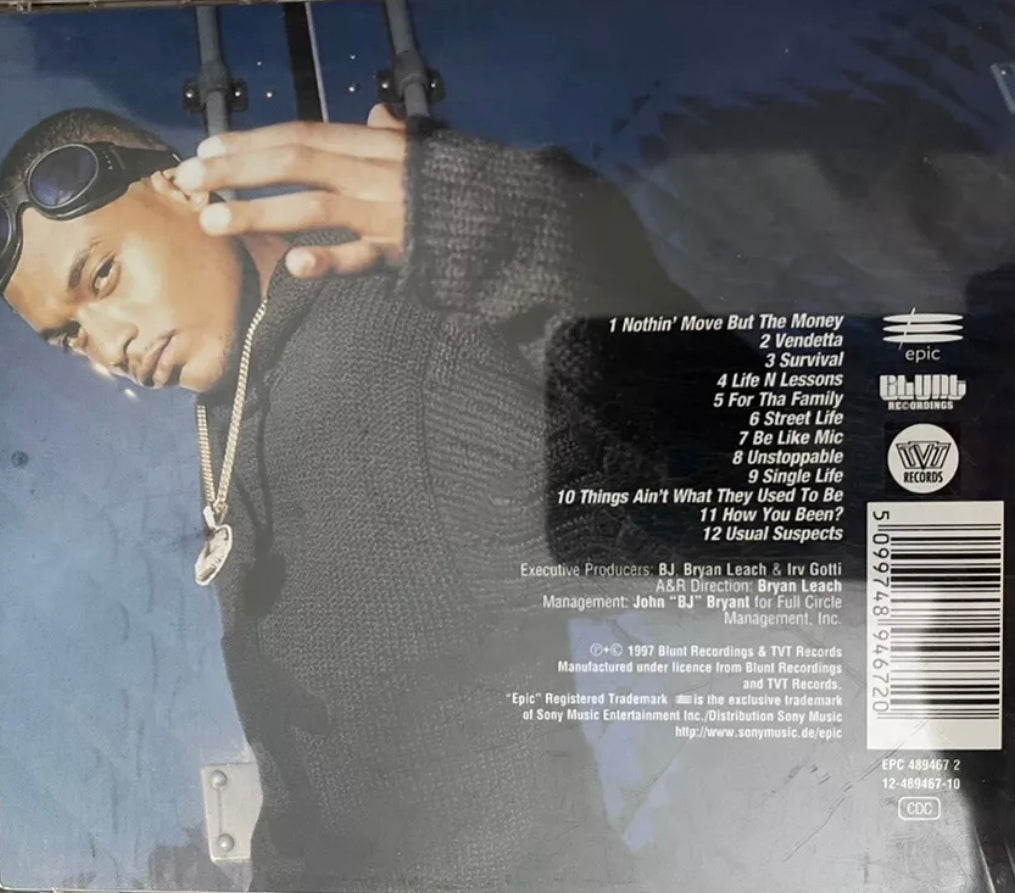 1 Nothin' Move But The Money
2 Vendetta
3 Survival
4 Life N Lessons
5 For Tha Family
6 Street Life
7 Be Like Mic
8 Unstoppable
9 Single Life
10 Things Ain't What They Used To Be
11 How You Been?
12 Usual Suspects
Executive Producers: BJ, Bryan Leach & Irv Gotti
A&R Direction: Bryan Leach
Management: John "BJ" Bryant for Full Circle
Management, Inc.
℗+© 1997 Blunt Recordings & TVT Records
Manufactured under licence from Blunt Recordings
and TVT Records.
"Epic" Registered Trademark is the exclusive trademark
of Sony Music Entertainment Inc./Distribution Sony Music
http://www.sonymusic.de/epic
epic
BLUNT
RECORDINGS
TVT
RECORDS
5 099748 946720
EPC 489467 2
12-489467-10
CDC